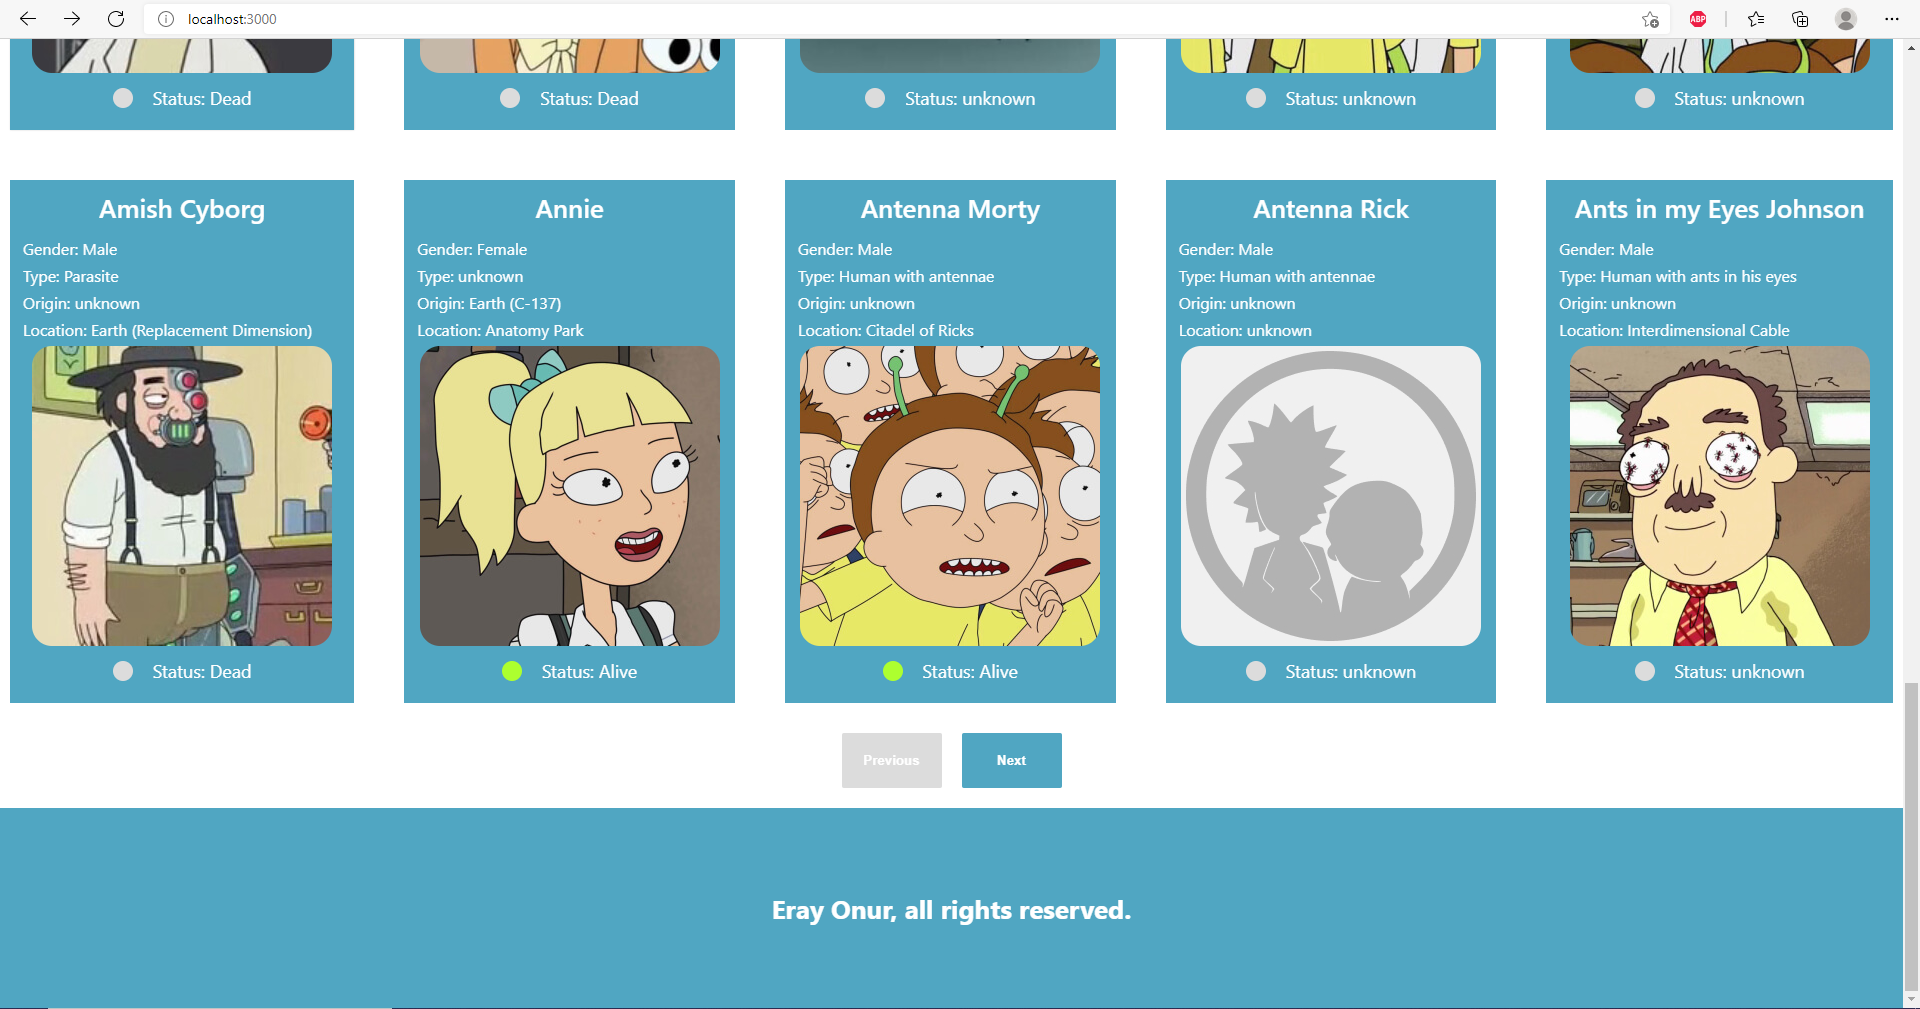 localhost:3000
ABP
Status: Dead
Status: Dead
Status: unknown
Status: unknown
Status: unknown
Amish Cyborg
Gender: Male
Type: Parasite
Origin: unknown
Location: Earth (Replacement Dimension)
Status: Dead
Annie
Gender: Female
Type: unknown
Origin: Earth (C-137)
Location: Anatomy Park
Status: Alive
Antenna Morty
Gender: Male
Type: Human with antennae
Origin: unknown
Location: Citadel of Ricks
Status: Alive
Antenna Rick
Gender: Male
Type: Human with antennae
Origin: unknown
Location: unknown
Status: unknown
Ants in my Eyes Johnson
Gender: Male
Type: Human with ants in his eyes
Origin: unknown
Location: Interdimensional Cable
Status: unknown
Previous
Next
Eray Onur, all rights reserved.